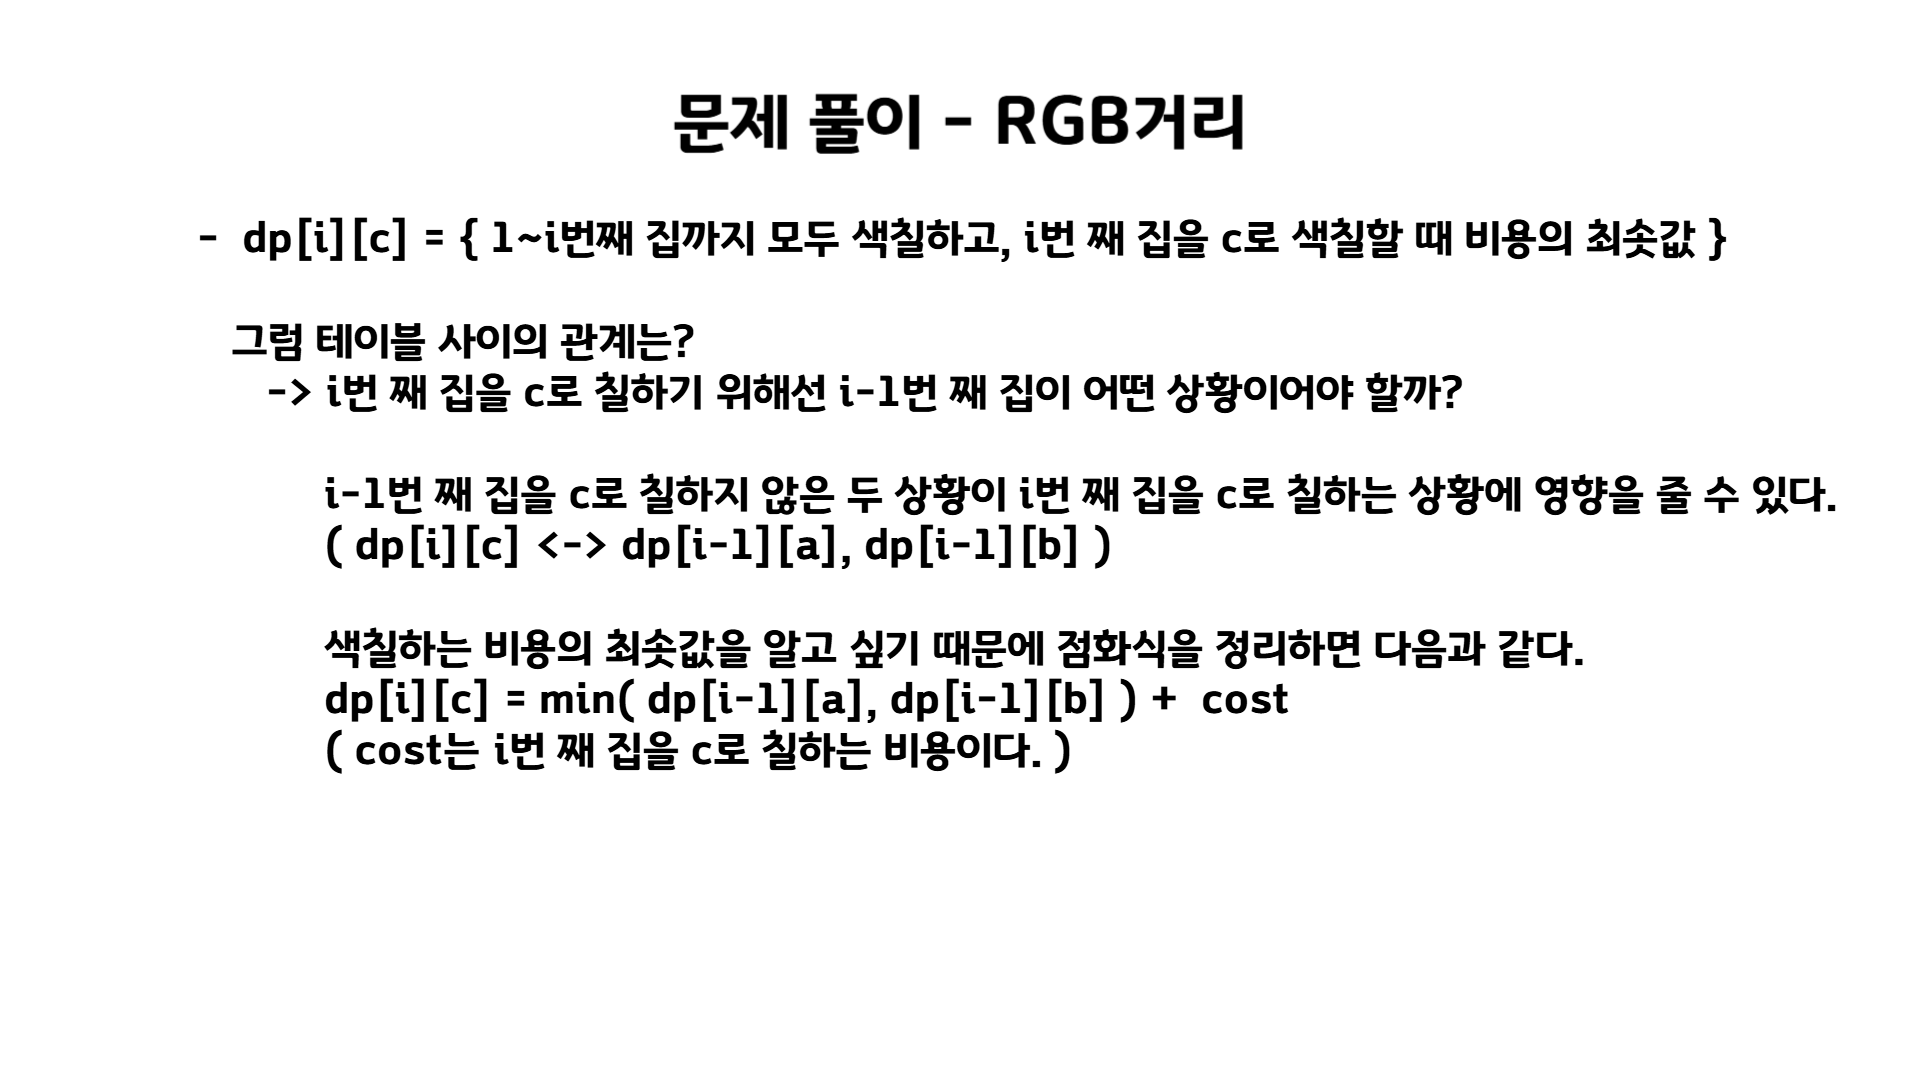 문제 풀이 - RGB거리
- dp[i][c] = { 1~i번째 집까지 모두 색칠하고, i번 째 집을 c로 색칠할 때 비용의 최솟값 }
그럼 테이블 사이의 관계는?
-> i번 째 집을 c로 칠하기 위해선 i-1번 째 집이 어떤 상황이어야 할까?
i-1번 째 집을 c로 칠하지 않은 두 상황이 i번 째 집을 c로 칠하는 상황에 영향을 줄 수 있다.
( dp[i][c] <-> dp[i-1][a], dp[i-1][b] )
색칠하는 비용의 최솟값을 알고 싶기 때문에 점화식을 정리하면 다음과 같다.
dp[i][c] = min( dp[i-1][a], dp[i-1][b] ) + cost
( cost는 i번 째 집을 c로 칠하는 비용이다. )